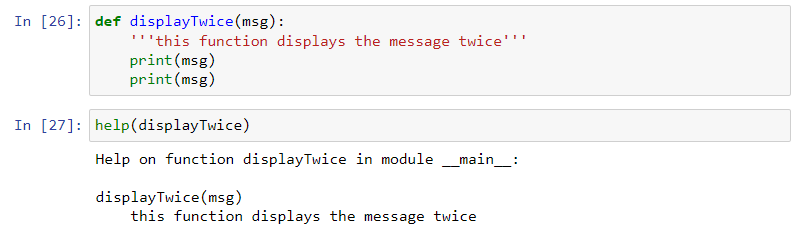 In [26]: def displayTwice(msg):
    '''this function displays the message twice'''
    print(msg)
    print(msg)
In [27]: help(displayTwice)
Help on function displayTwice in module __main__:
displayTwice(msg)
    this function displays the message twice